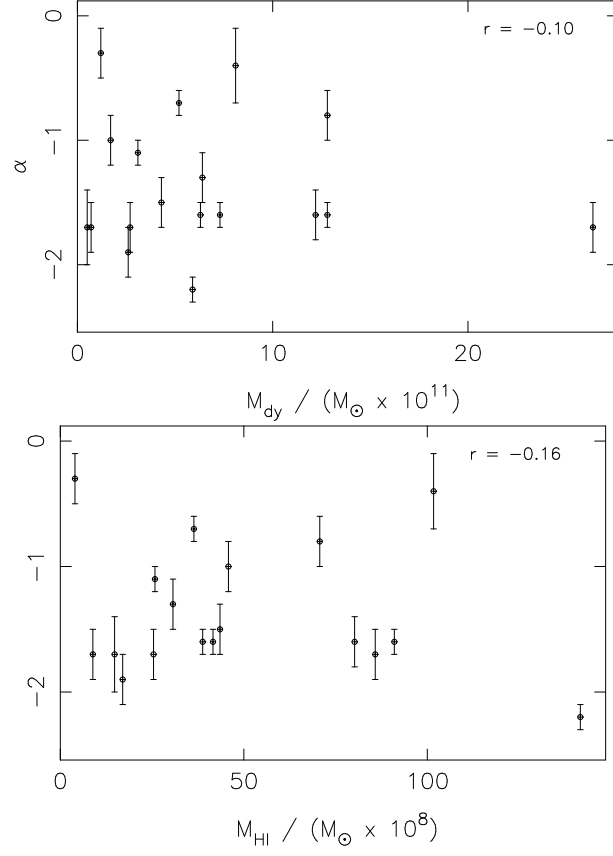 r = −0.10
0
−1
−2
α
0 10 20
M_dy / (M_⊙ x 10^11)
r = −0.16
0
−1
−2
0 50 100
M_HI / (M_⊙ x 10^8)